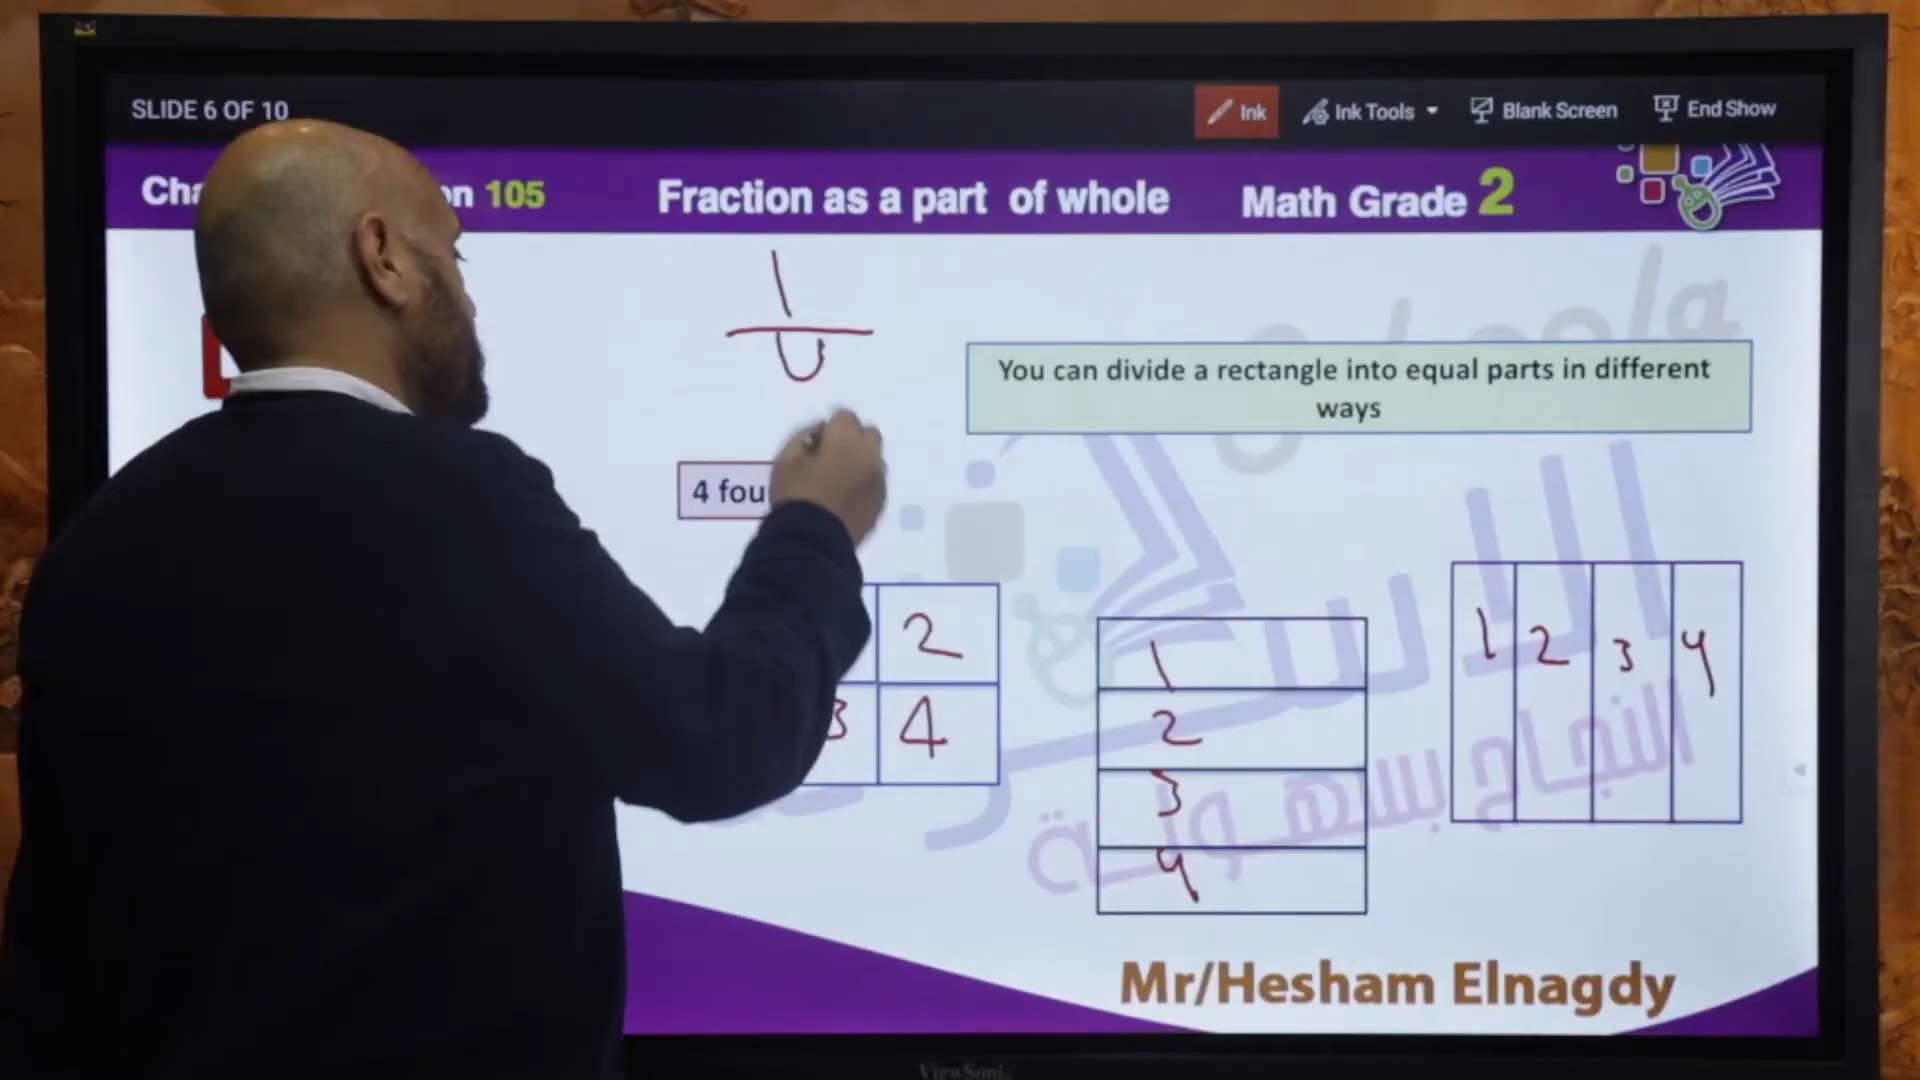 SLIDE 6 OF 10
Ink
Ink Tools
Blank Screen
End Show
105
Fraction as a part of whole
Math Grade 2
1
You can divide a rectangle into equal parts in different
ways
4
2
3 4
1
2
3
4
1 2 3 4
النجاح بسهولة
Mr/Hesham Elnagdy
ViewSonic